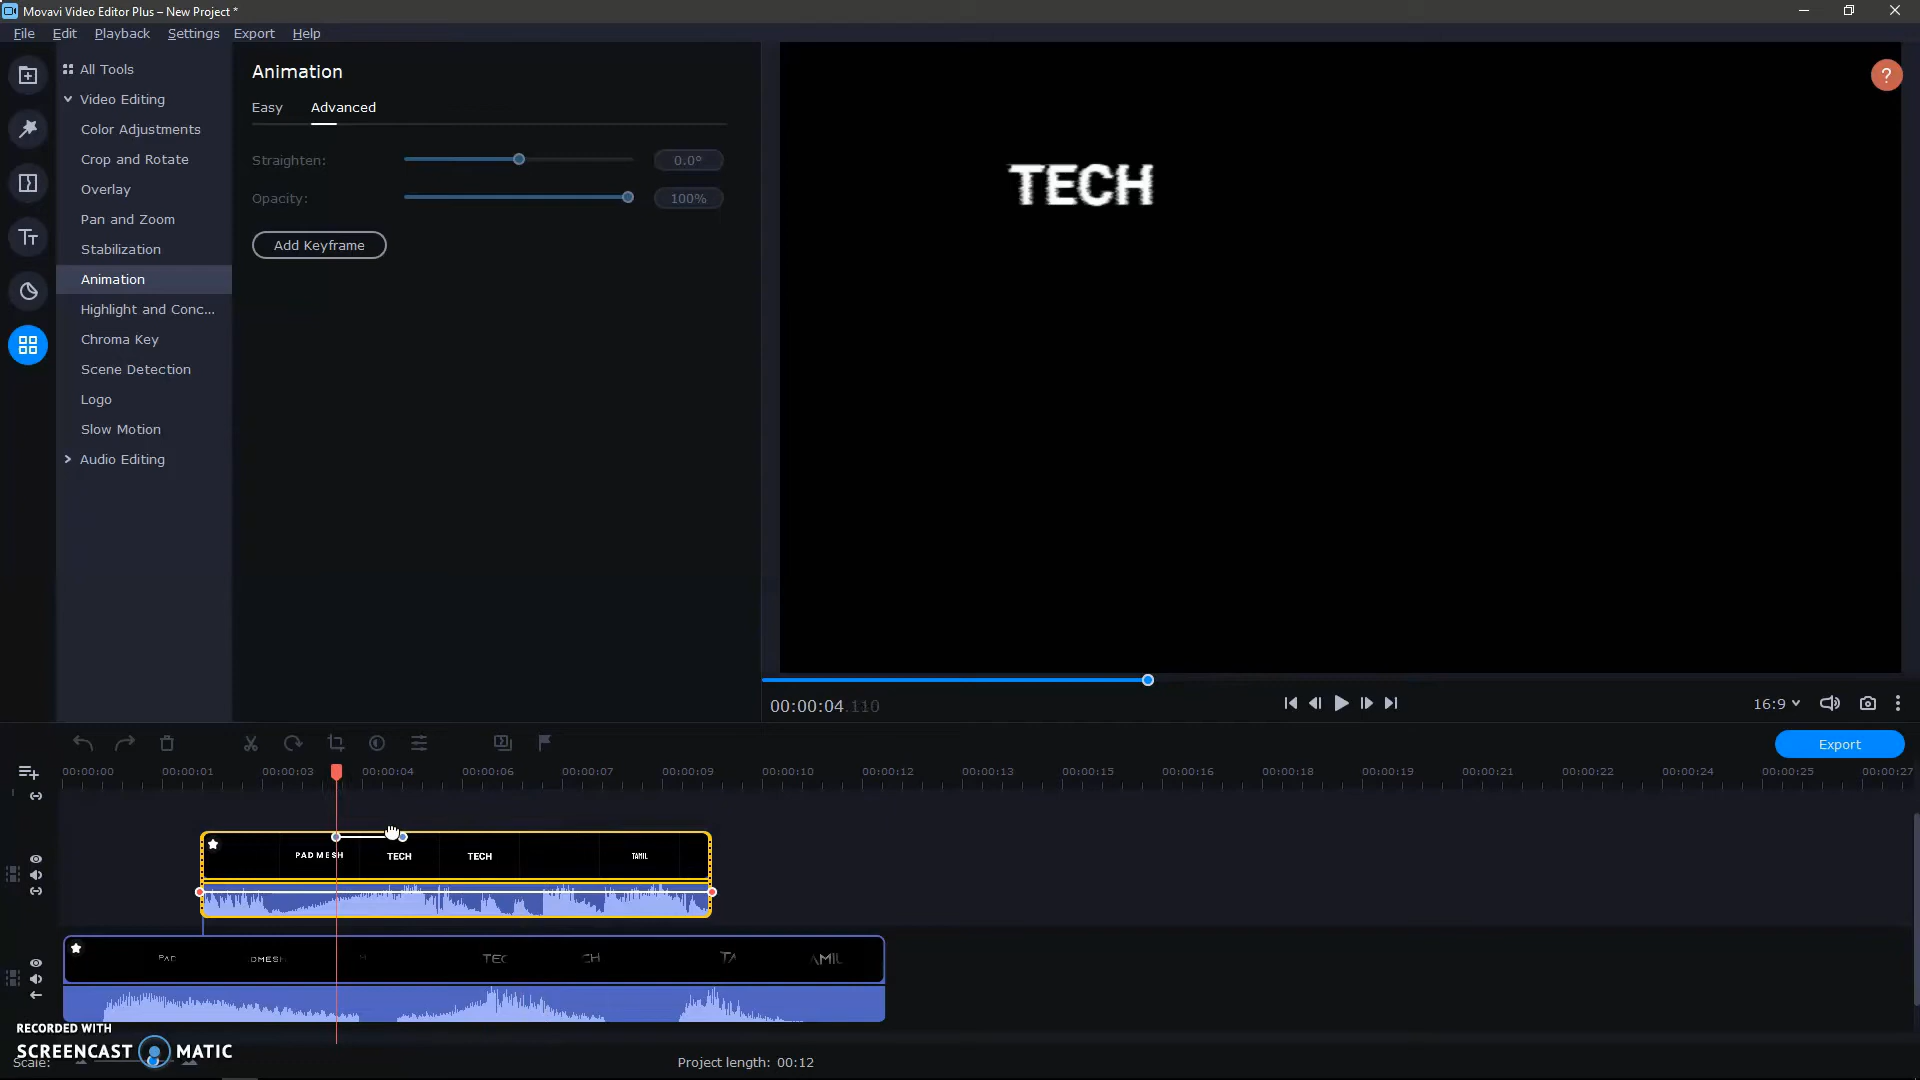 Movavi Video Editor Plus – New Project *
File Edit Playback Settings Export Help
All Tools
Video Editing
Color Adjustments
Crop and Rotate
Overlay
Pan and Zoom
Stabilization
Animation
Highlight and Conc...
Chroma Key
Scene Detection
Logo
Slow Motion
Audio Editing
Animation
Easy Advanced
Straighten: 0.0°
Opacity: 100%
Add Keyframe
?
TECH
00:00:04.110
16:9
Export
00:00:00 00:00:01 00:00:03 00:00:04 00:00:06 00:00:07 00:00:09 00:00:10 00:00:12 00:00:13 00:00:15 00:00:16 00:00:18 00:00:19 00:00:21 00:00:22 00:00:24 00:00:25 00:00:27
PADMESH TECH TECH TAMIL
RECORDED WITH
SCREENCAST MATIC
Scale:
Project length: 00:12